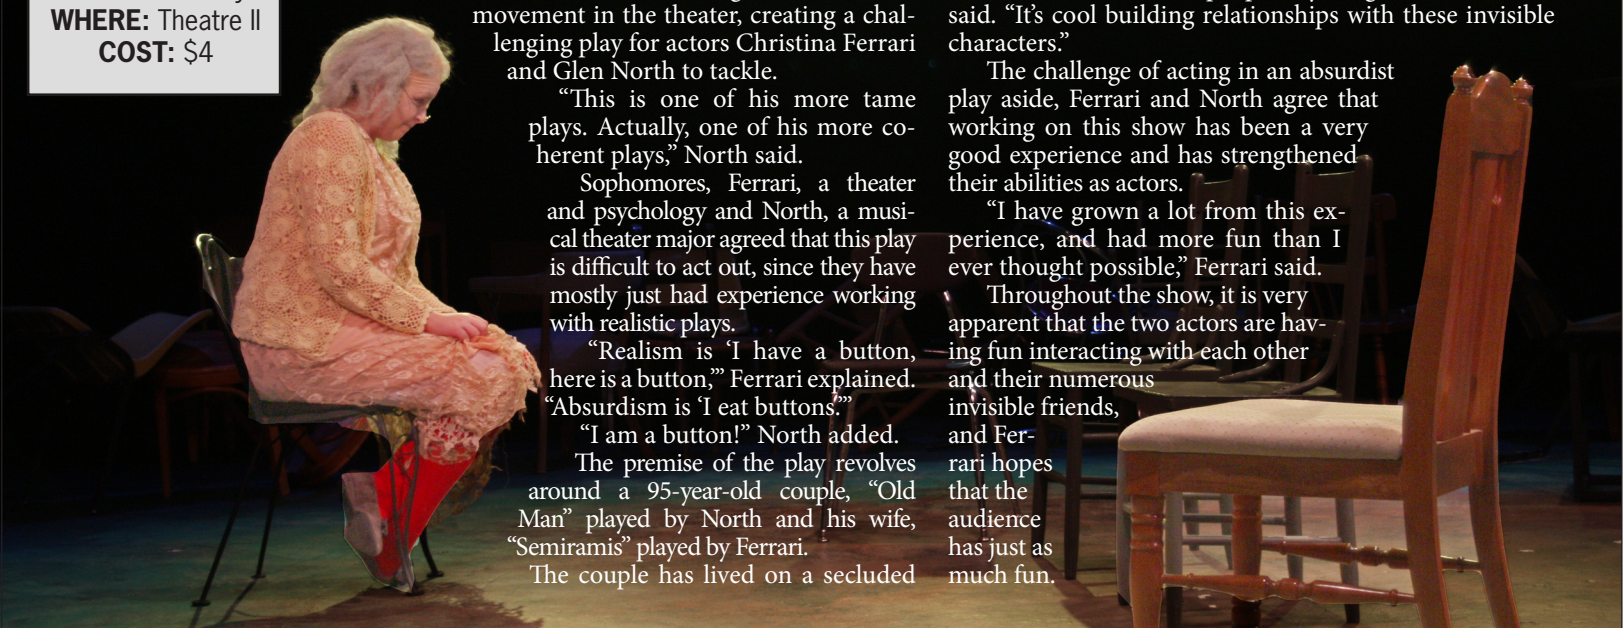 WHERE: Theatre II
COST: $4
movement in the theater, creating a chal-
lenging play for actors Christina Ferrari
and Glen North to tackle.
“This is one of his more tame
plays. Actually, one of his more co-
herent plays,” North said.
Sophomores, Ferrari, a theater
and psychology and North, a musi-
cal theater major agreed that this play
is difficult to act out, since they have
mostly just had experience working
with realistic plays.
“Realism is ‘I have a button,
here is a button,’” Ferrari explained.
“Absurdism is ‘I eat buttons.’”
“I am a button!” North added.
The premise of the play revolves
around a 95-year-old couple, “Old
Man” played by North and his wife,
“Semiramis” played by Ferrari.
The couple has lived on a secluded
said. “It’s cool building relationships with these invisible
characters.”
The challenge of acting in an absurdist
play aside, Ferrari and North agree that
working on this show has been a very
good experience and has strengthened
their abilities as actors.
“I have grown a lot from this ex-
perience, and had more fun than I
ever thought possible,” Ferrari said.
Throughout the show, it is very
apparent that the two actors are hav-
ing fun interacting with each other
and their numerous
invisible friends,
and Fer-
rari hopes
that the
audience
has just as
much fun.